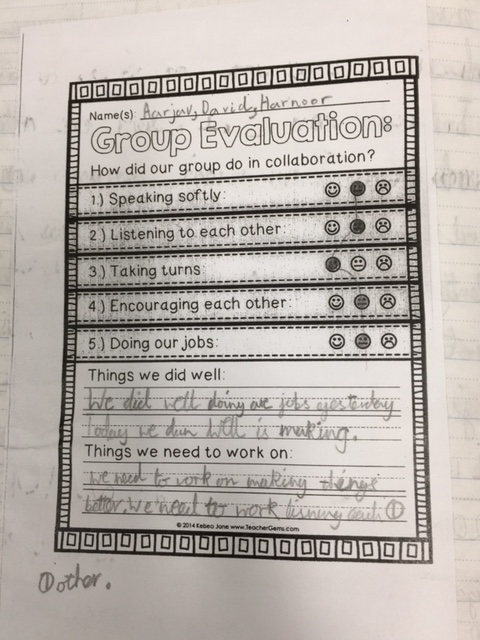 Name(s): Aarjav, David, Harnoor
Group Evaluation:
How did our group do in collaboration?
1.) Speaking softly:
2.) Listening to each other:
3.) Taking turns:
4.) Encouraging each other:
5.) Doing our jobs:
Things we did well:
We did well doing are jobs yesterday
Today we dun well is making.
Things we need to work on:
we need to work on making things
better. We need to work lisning each ①
© 2014 Kelsea Jane www.TeacherGems.com
①other.